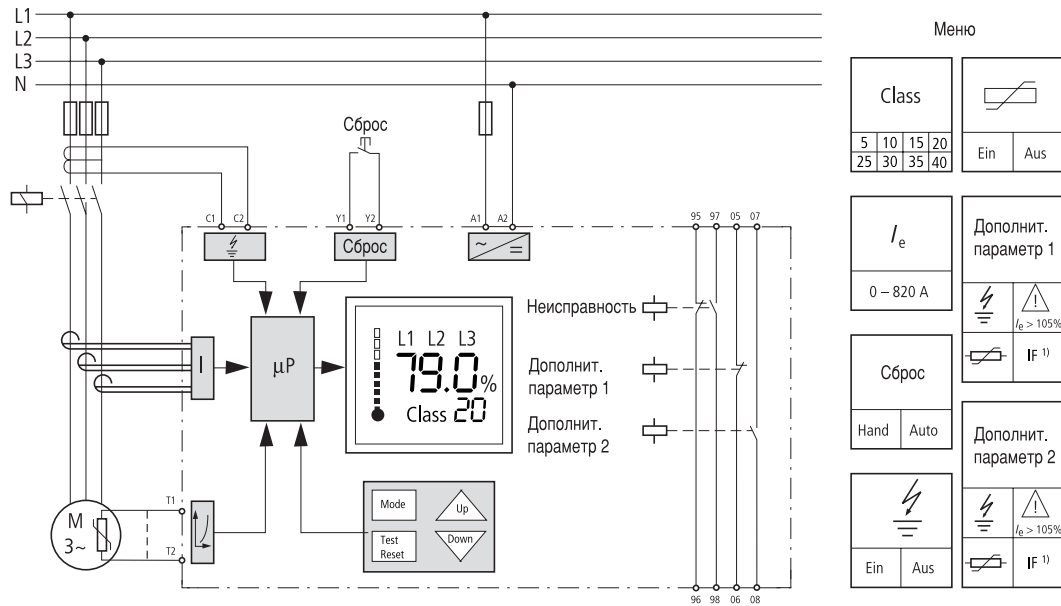 L1
L2
L3
N
Сброс
C1 C2 Y1 Y2 A1 A2 95 97 05 07
Сброс
~ =
Неисправность
I
µP
L1 L2 L3
79.0%
Class 20
Дополнит.
параметр 1
Дополнит.
параметр 2
M
3~
T1
T2
Mode
Up
Test
Reset
Down
96 98 06 08
Меню
Class
5 10 15 20
25 30 35 40
Ein Aus
Ie
0 – 820 A
Дополнит.
параметр 1
Ie > 105%
IF 1)
Сброс
Hand Auto
Дополнит.
параметр 2
Ie > 105%
IF 1)
Ein Aus